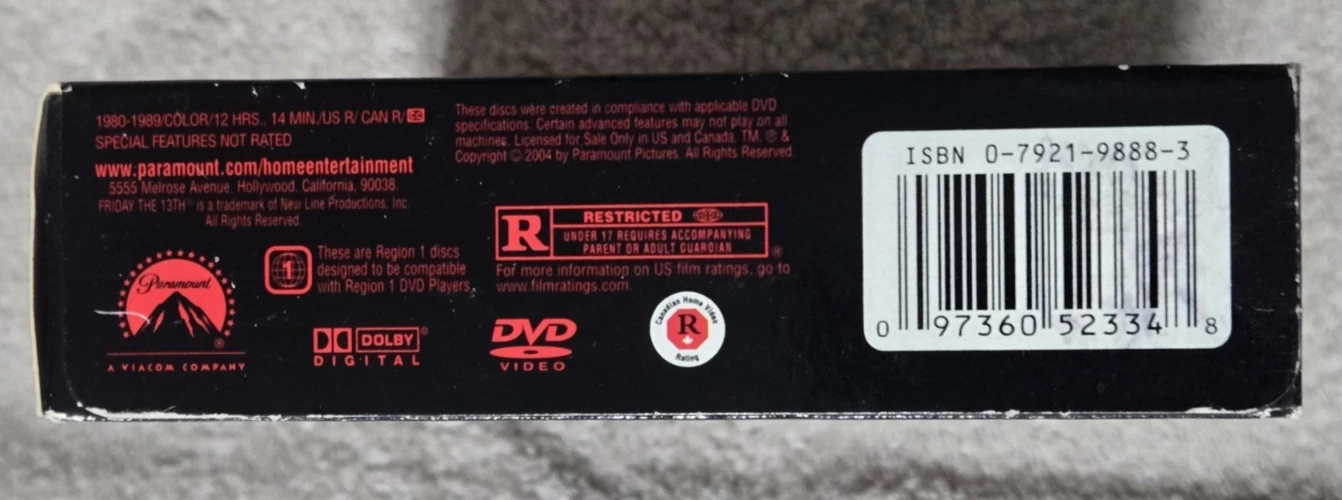 1980-1989/COLOR/12 HRS., 14 MIN./US R/ CAN R/CC
SPECIAL FEATURES NOT RATED
www.paramount.com/homeentertainment
5555 Melrose Avenue, Hollywood, California, 90038.
FRIDAY THE 13TH™ is a trademark of New Line Productions, Inc.
All Rights Reserved.
Paramount
®
A VIACOM COMPANY
1
These are Region 1 discs
designed to be compatible
with Region 1 DVD Players.
DOLBY®
DIGITAL
These discs were created in compliance with applicable DVD
specifications. Certain advanced features may not play on all
machines. Licensed for Sale Only in US and Canada. TM, ® &
Copyright © 2004 by Paramount Pictures. All Rights Reserved.
R
RESTRICTED
UNDER 17 REQUIRES ACCOMPANYING
PARENT OR ADULT GUARDIAN
®
For more information on US film ratings, go to
www.filmratings.com.
DVD
VIDEO
Canadian Home Video
R
Rating
ISBN 0-7921-9888-3
0 97360 52334 8